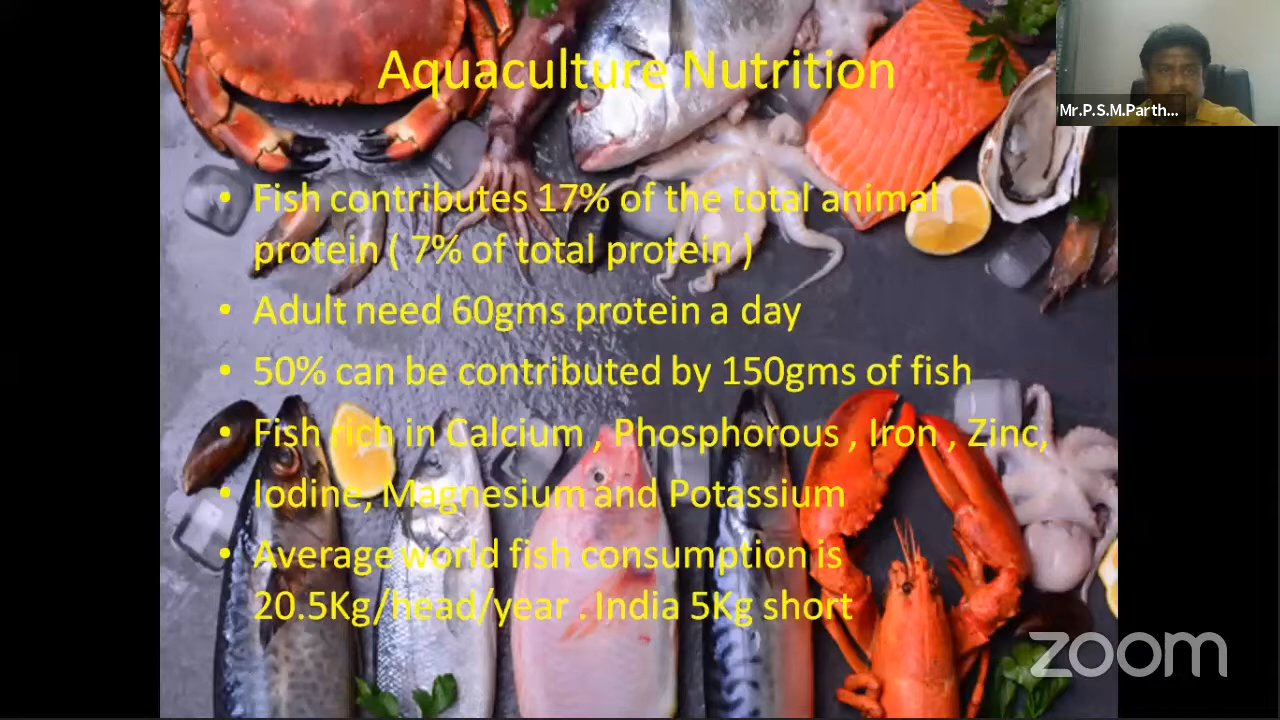 Aquaculture Nutrition
Mr.P.S.M.Parth...
• Fish contributes 17% of the total animal
protein ( 7% of total protein )
• Adult need 60gms protein a day
• 50% can be contributed by 150gms of fish
• Fish rich in Calcium , Phosphorous , Iron , Zinc,
• Iodine, Magnesium and Potassium
• Average world fish consumption is
20.5Kg/head/year . India 5Kg short
zoom